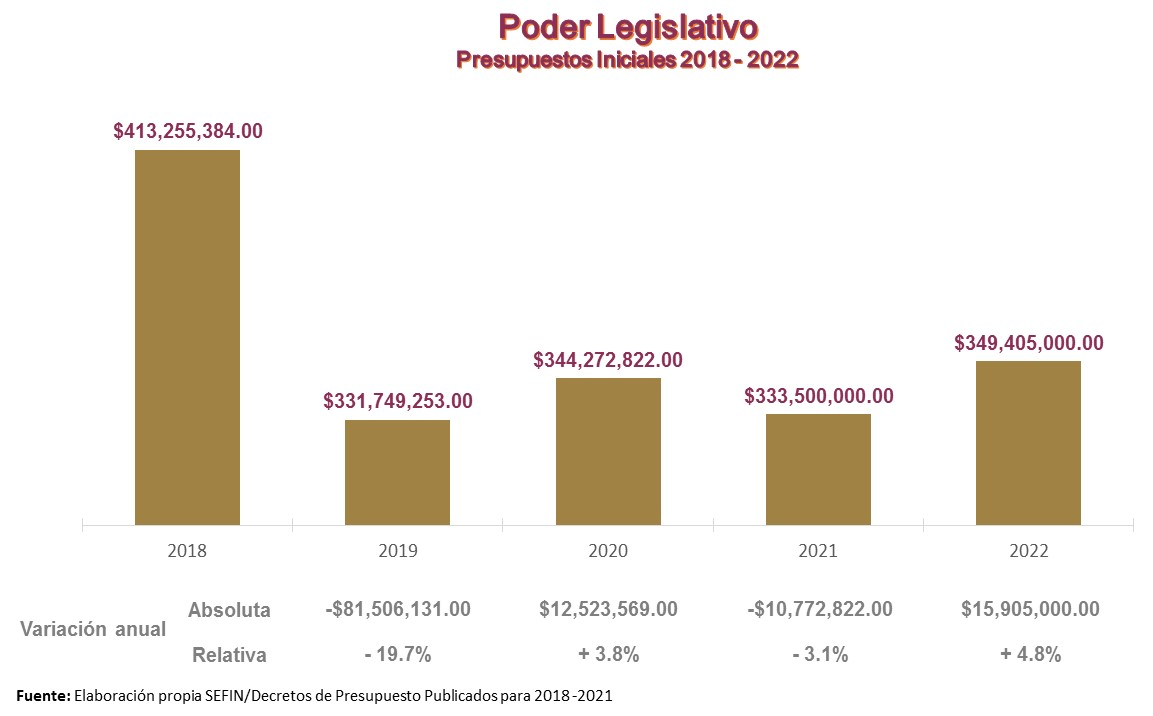 Poder Legislativo
Presupuestos Iniciales 2018 - 2022
$413,255,384.00
$349,405,000.00
$344,272,822.00
$331,749,253.00
$333,500,000.00
2018 2019 2020 2021 2022
Variación anual
Absoluta -$81,506,131.00 $12,523,569.00 -$10,772,822.00 $15,905,000.00
Relativa - 19.7% + 3.8% - 3.1% + 4.8%
Fuente: Elaboración propia SEFIN/Decretos de Presupuesto Publicados para 2018 -2021